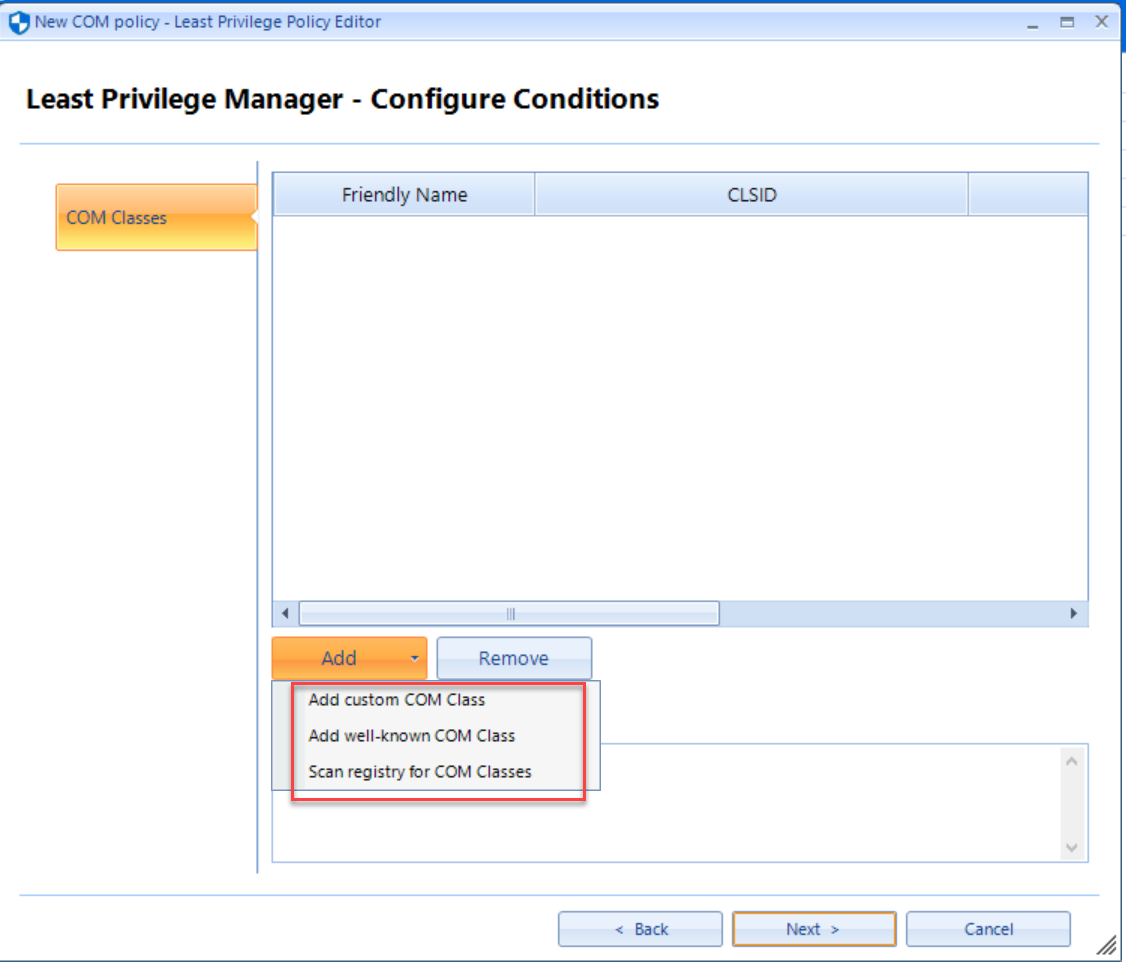 New COM policy - Least Privilege Policy Editor
Least Privilege Manager - Configure Conditions
COM Classes
Friendly Name CLSID
Add Remove
Add custom COM Class
Add well-known COM Class
Scan registry for COM Classes
< Back Next > Cancel